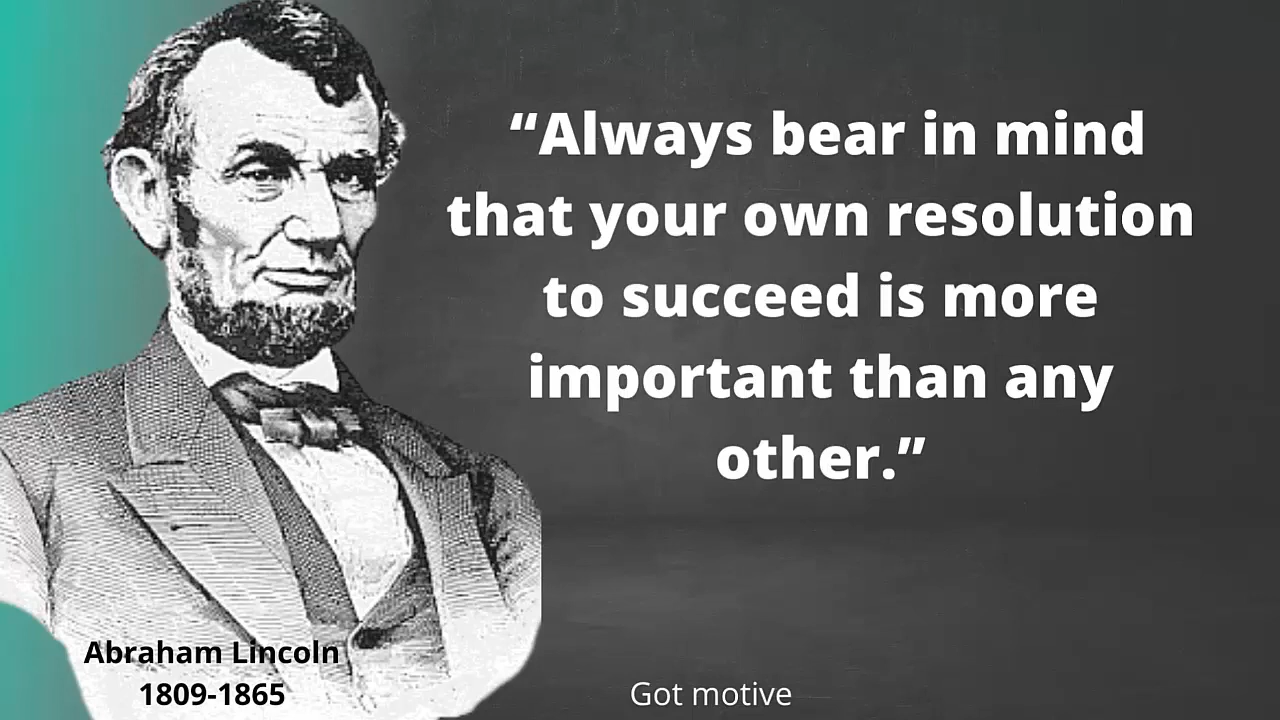 “Always bear in mind
that your own resolution
to succeed is more
important than any
other.”
Abraham Lincoln
1809-1865
Got motive